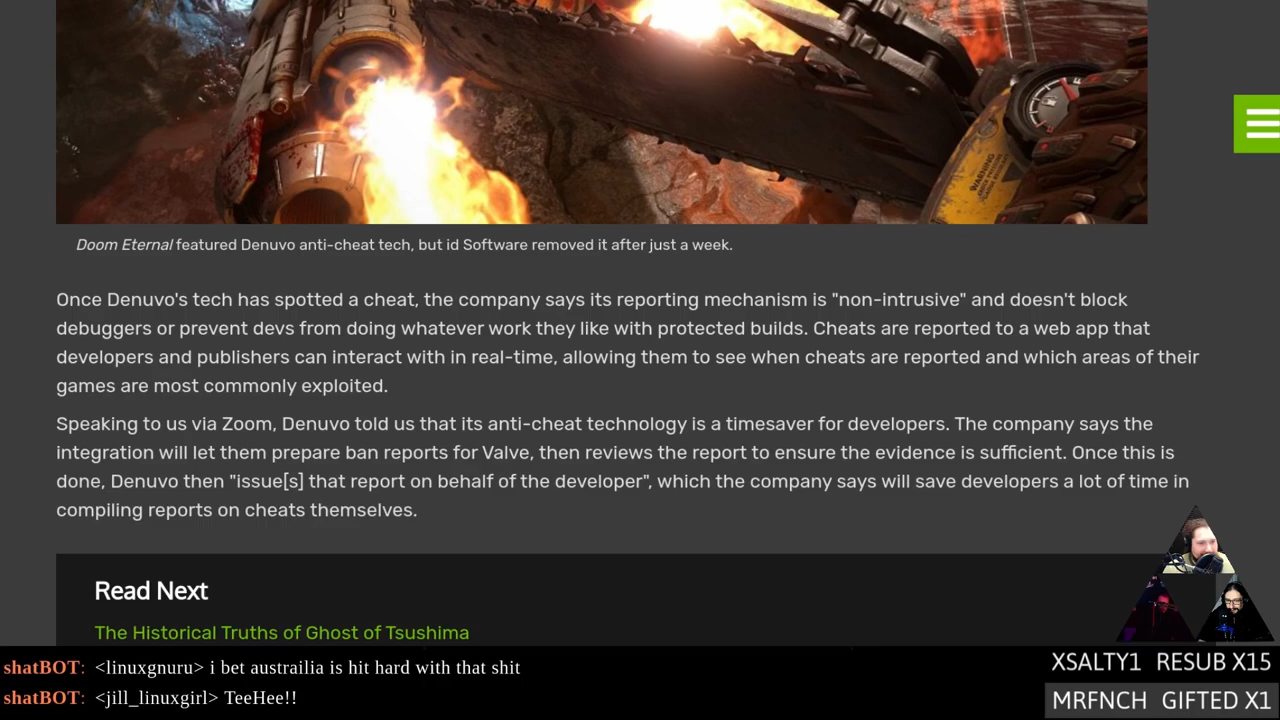 WARNING
Doom Eternal featured Denuvo anti-cheat tech, but id Software removed it after just a week.
Once Denuvo's tech has spotted a cheat, the company says its reporting mechanism is "non-intrusive" and doesn't block
debuggers or prevent devs from doing whatever work they like with protected builds. Cheats are reported to a web app that
developers and publishers can interact with in real-time, allowing them to see when cheats are reported and which areas of their
games are most commonly exploited.
Speaking to us via Zoom, Denuvo told us that its anti-cheat technology is a timesaver for developers. The company says the
integration will let them prepare ban reports for Valve, then reviews the report to ensure the evidence is sufficient. Once this is
done, Denuvo then "issue[s] that report on behalf of the developer", which the company says will save developers a lot of time in
compiling reports on cheats themselves.
Read Next
The Historical Truths of Ghost of Tsushima
shatBOT: <linuxgnuru> i bet austrailia is hit hard with that shit
shatBOT: <jill_linuxgirl> TeeHee!!
XSALTY1 RESUB X15
MRFNCH GIFTED X1